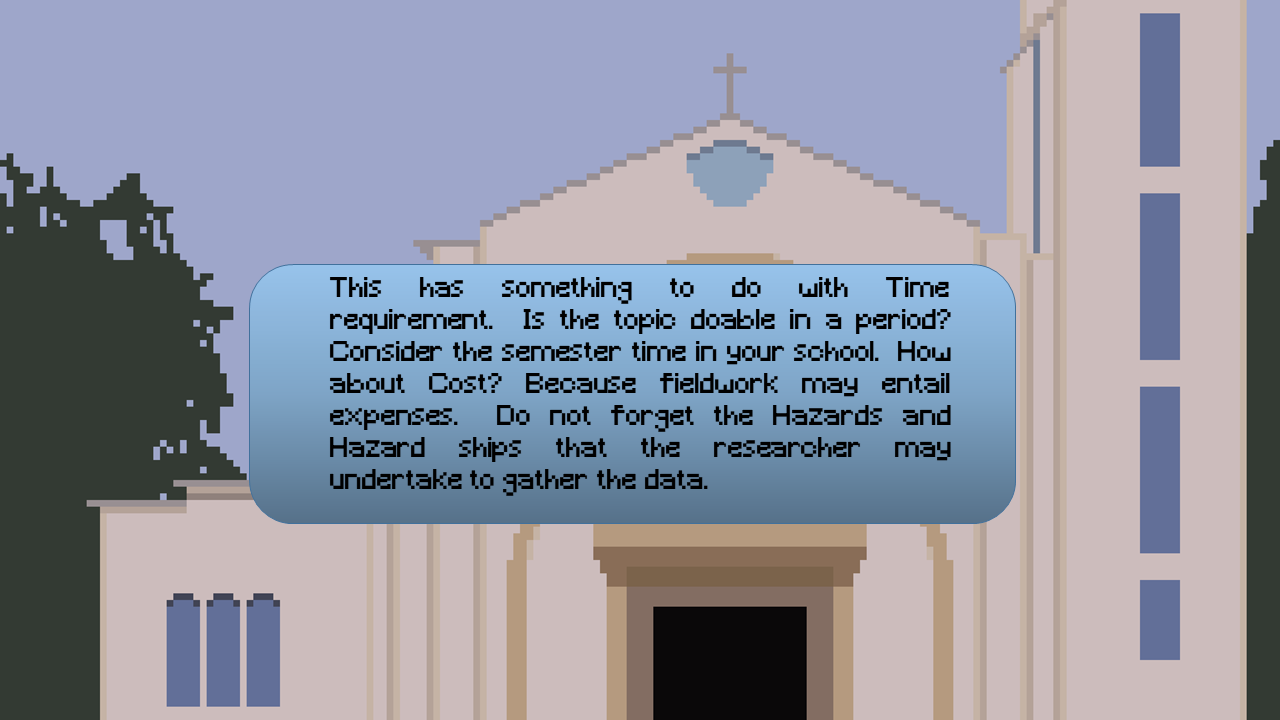 This has something to do with Time
requirement. Is the topic doable in a period?
Consider the semester time in your school. How
about Cost? Because fieldwork may entail
expenses. Do not forget the Hazards and
Hazard ships that the researcher may
undertake to gather the data.